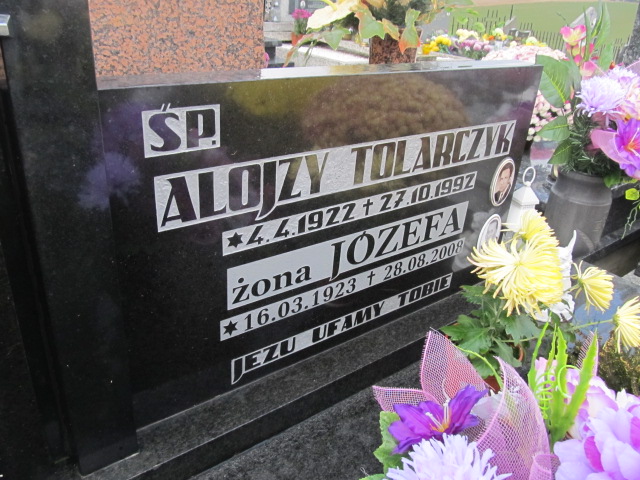 ŚP.
ALOJZY TOLARCZYK
★4.4.1922 † 27.10.1992
żona JÓZEFA
★16.03.1923 † 28.08.2008
JEZU UFAMY TOBIE